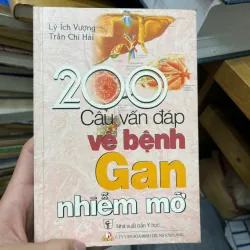 Lý Ích Vượng
Trần Chí Hải
200
Câu vấn đáp
về bệnh
Gan
nhiễm mỡ
Nhà xuất bản Y học